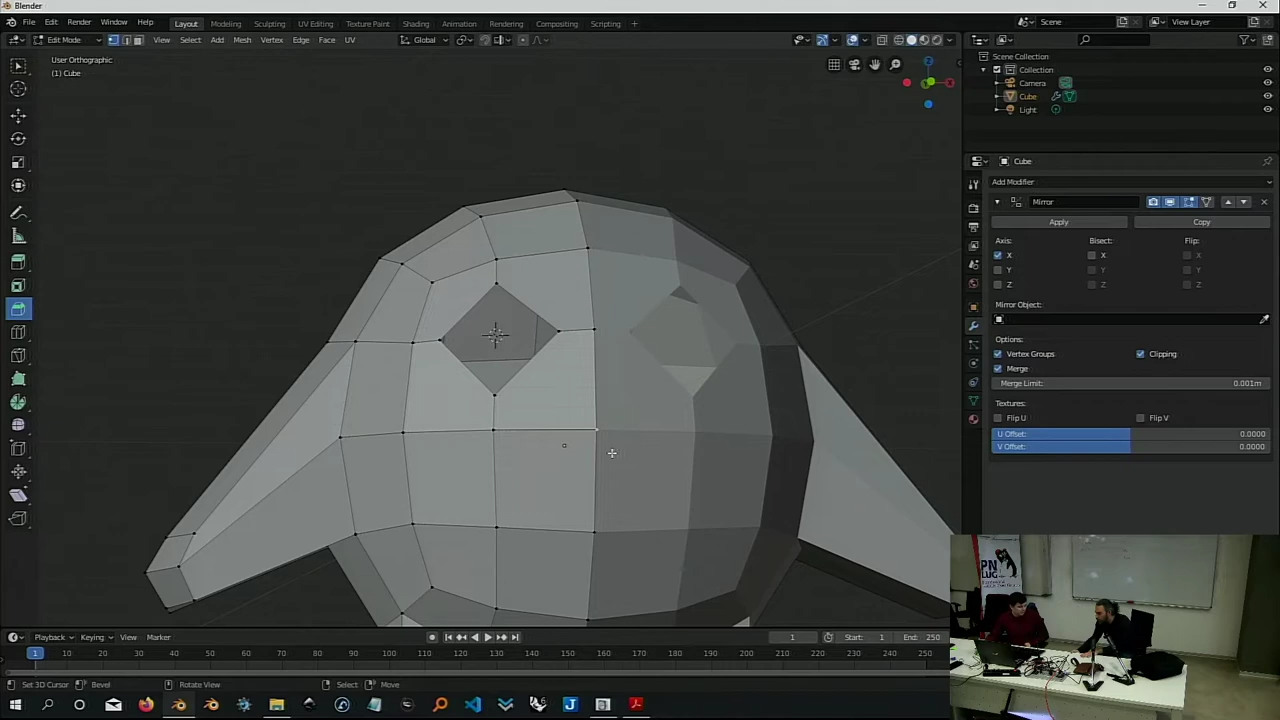 Blender
File Edit Render Window Help Layout Modeling Sculpting UV Editing Texture Paint Shading Animation Rendering Compositing Scripting + Scene View Layer
Edit Mode View Select Add Mesh Vertex Edge Face UV Global
User Orthographic
(1) Cube
Scene Collection
Collection
Camera
Cube
Light
Cube
Add Modifier
Mirror
Apply Copy
Axis: Bisect: Flip:
X X X
Y Y Y
Z Z Z
Mirror Object:
Options:
Vertex Groups Clipping
Merge
Merge Limit: 0.001m
Textures:
Flip U Flip V
U Offset: 0.0000
V Offset: 0.0000
PN
LUG
Playback Keying View Marker 1 Start: 1 End: 250
1 10 20 30 40 50 60 70 80 90 100 110 120 130 140 150 160 170 180 190 200 210 220 230 240 250
Set 3D Cursor Bevel Rotate View Select Move